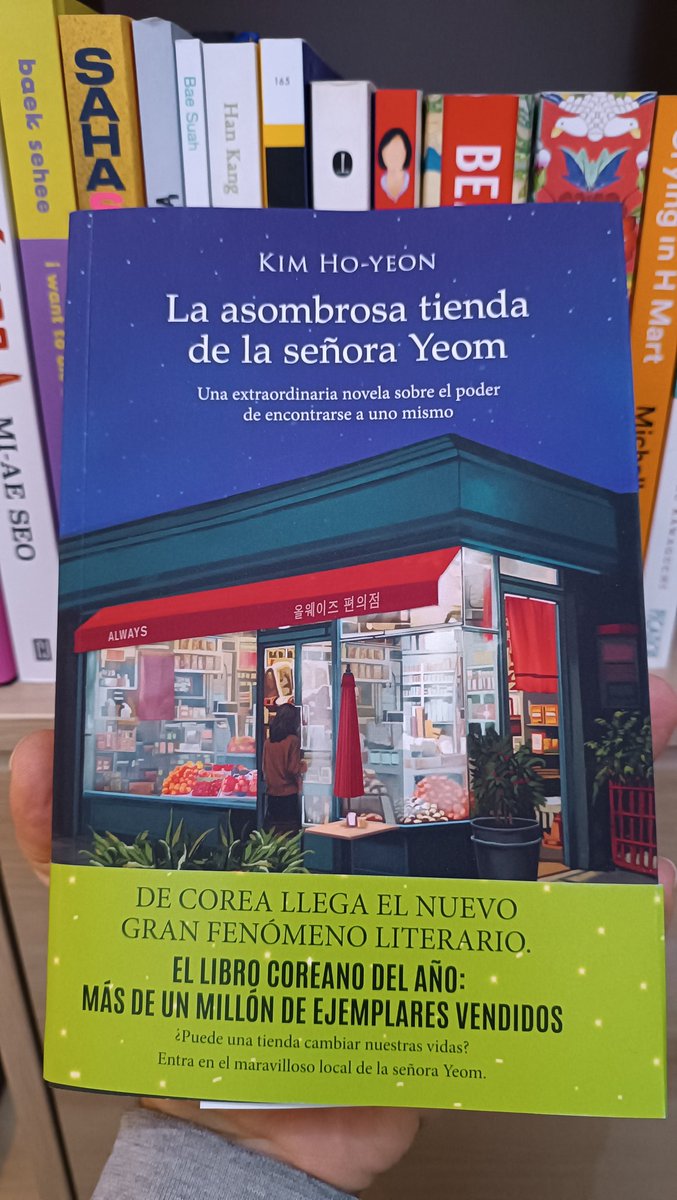 baek sehee
i want to
SAHA
Bae Suah
Han Kang
165
BE
Crying in H Mart
MI-AE SEO
KIM HO-YEON
La asombrosa tienda
de la señora Yeom
Una extraordinaria novela sobre el poder
de encontrarse a uno mismo
ALWAYS
올웨이즈 편의점
DE COREA LLEGA EL NUEVO
GRAN FENÓMENO LITERARIO.
EL LIBRO COREANO DEL AÑO:
MÁS DE UN MILLÓN DE EJEMPLARES VENDIDOS
¿Puede una tienda cambiar nuestras vidas?
Entra en el maravilloso local de la señora Yeom.